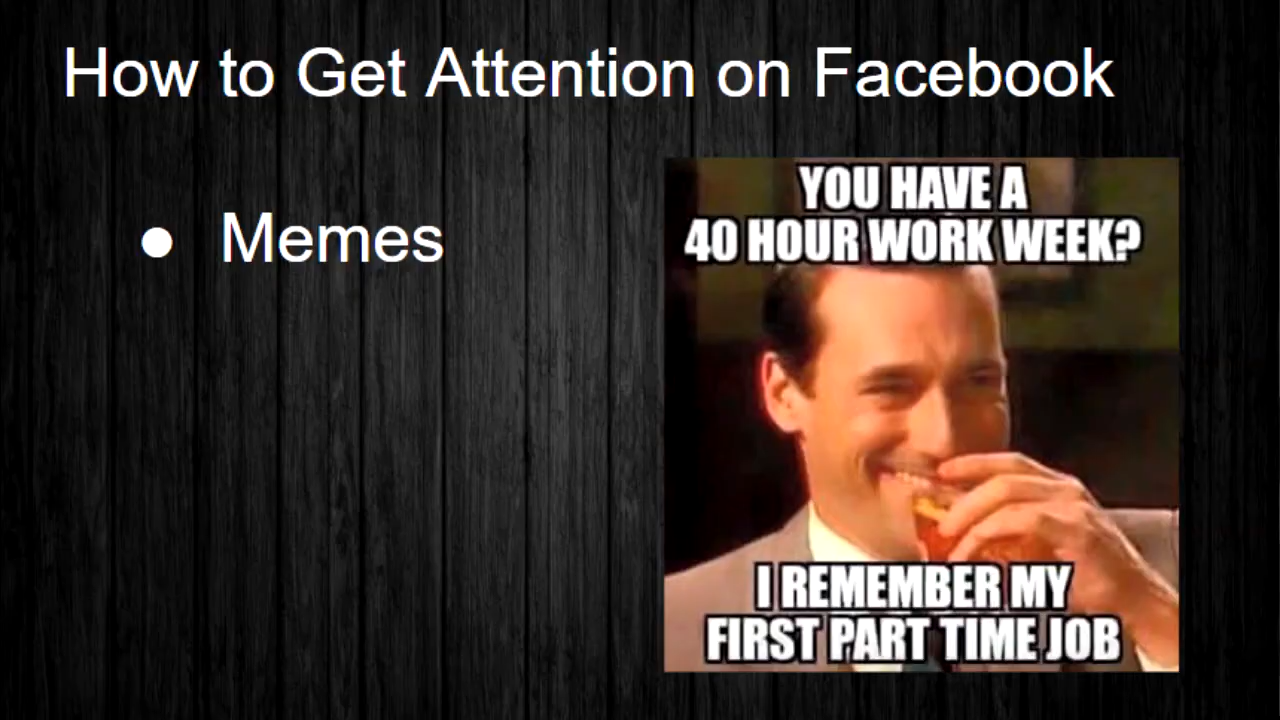 How to Get Attention on Facebook
● Memes
YOU HAVE A
40 HOUR WORK WEEK?
I REMEMBER MY
FIRST PART TIME JOB